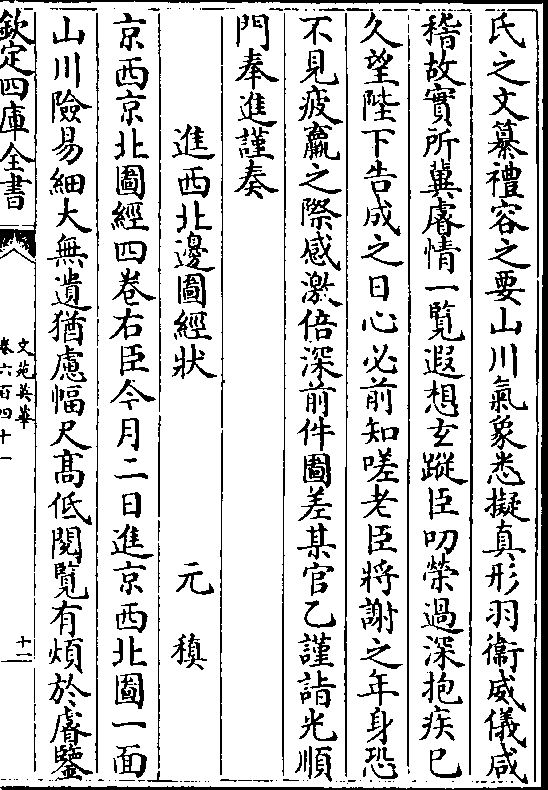 氏之文纂禮容之要山川氣象悉擬真形羽衞威儀咸
稽故實所冀睿情一覽遐想玄蹤臣叨榮過深抱疾已
久望陛下告成之日心必前知嗟老臣將謝之年身恐
不見疲羸之際感激倍深前件圖差某官乙謹詣光順
門奉進謹奏
進西北邊圖經狀 元稹
京西京北圖經四卷右臣今月二日進京西北圖一面
山川險易細大無遺猶慮幅尺高低閱覽有煩於睿鑒
欽定四庫全書
文苑英華
卷六百四十一
十二